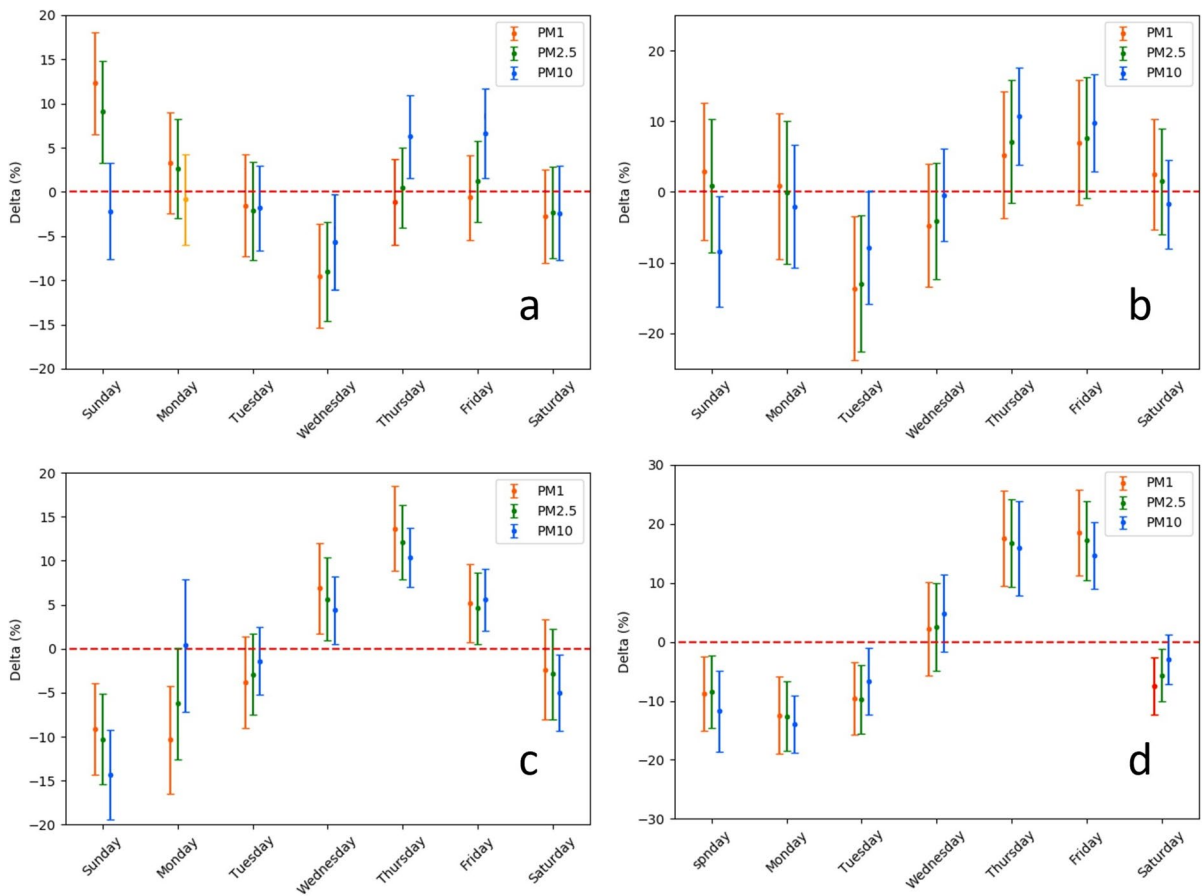 20
15
10
5
0
−5
−10
−15
−20
Delta (%)
PM1
PM2.5
PM10
a
Sunday
Monday
Tuesday
Wednesday
Thursday
Friday
Saturday
20
10
0
−10
−20
Delta (%)
PM1
PM2.5
PM10
b
Sunday
Monday
Tuesday
Wednesday
Thursday
Friday
Saturday
20
15
10
5
0
−5
−10
−15
−20
Delta (%)
PM1
PM2.5
PM10
c
Sunday
Monday
Tuesday
Wednesday
Thursday
Friday
Saturday
30
20
10
0
−10
−20
−30
Delta (%)
PM1
PM2.5
PM10
d
spnday
Monday
Tuesday
Wednesday
Thursday
Friday
Saturday